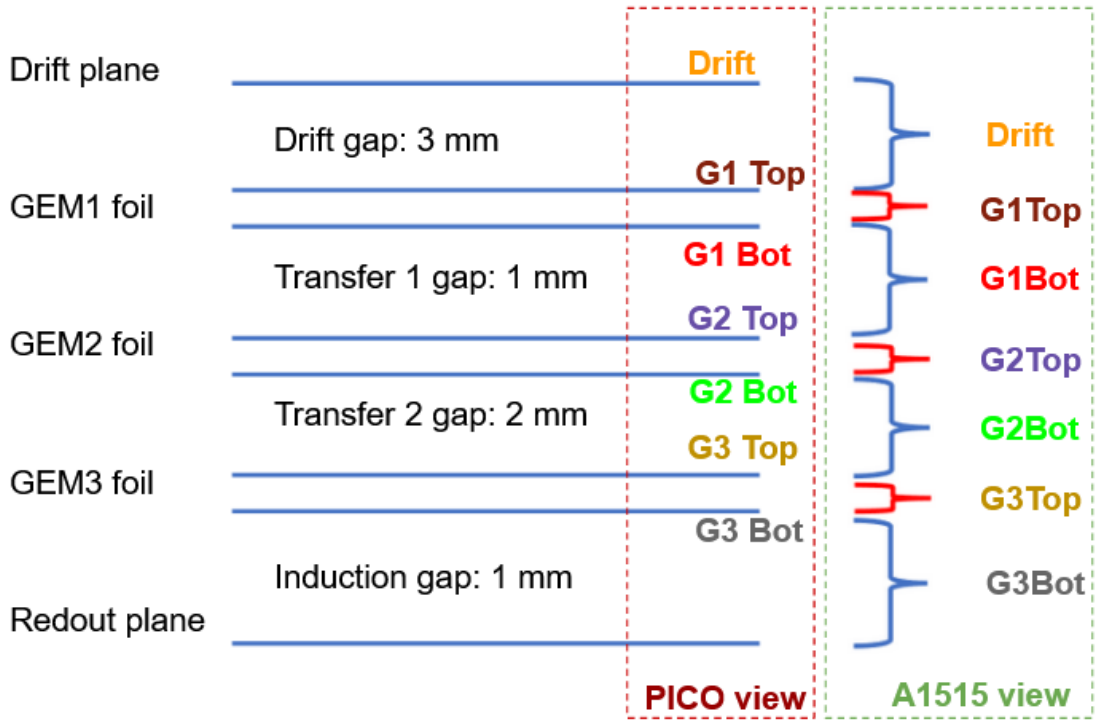 Drift plane
Drift
Drift gap: 3 mm
Drift
G1 Top
GEM1 foil
G1Top
G1 Bot
Transfer 1 gap: 1 mm
G1Bot
G2 Top
GEM2 foil
G2Top
G2 Bot
Transfer 2 gap: 2 mm
G2Bot
G3 Top
GEM3 foil
G3Top
G3 Bot
Induction gap: 1 mm
G3Bot
Redout plane
PICO view
A1515 view